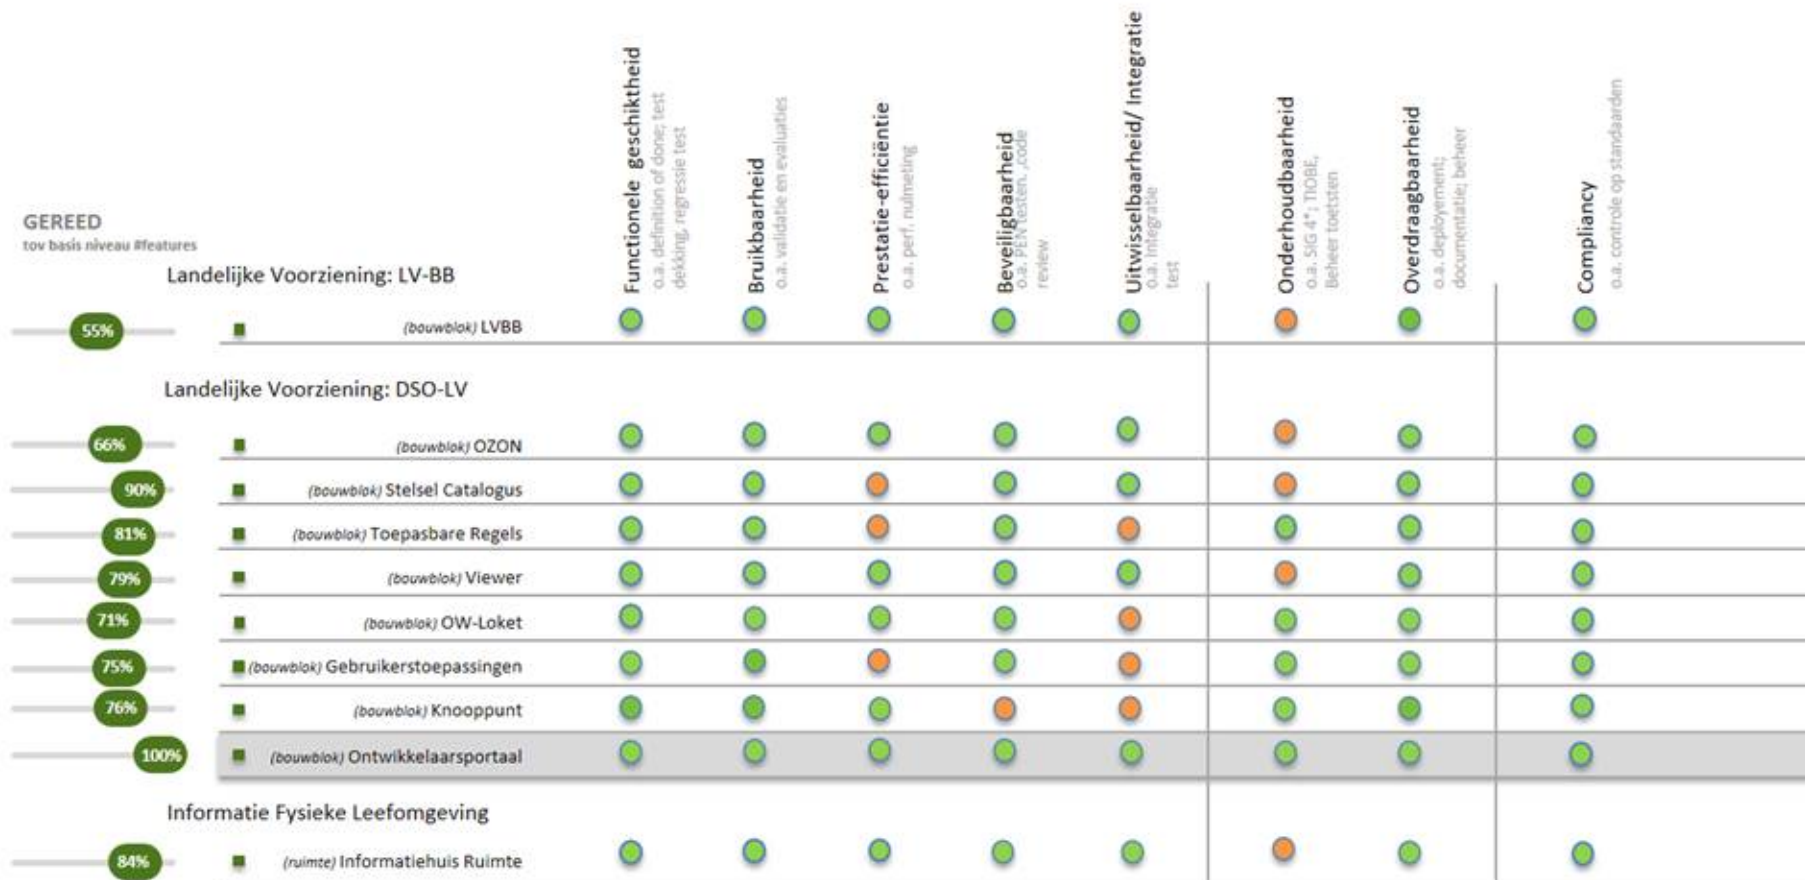 GEREED
tov basis niveau #features
Functionele geschiktheid
o.a. definition of done; test
dekking, regressie test
Bruikbaarheid
o.a. validatie en evaluaties
Prestatie-efficiëntie
o.a. perf. nulmeting
Beveiligbaarheid
o.a. PEN testen, ,code
review
Uitwisselbaarheid/ Integratie
o.a. Integratie
test
Onderhoudbaarheid
o.a. SIG 4*; TIOBE,
Beheer toetsten
Overdraagbaarheid
o.a. deployement;
documentatie; beheer
Compliancy
o.a. controle op standaarden
Landelijke Voorziening: LV-BB
55% (bouwblok) LVBB
Landelijke Voorziening: DSO-LV
66% (bouwblok) OZON
90% (bouwblok) Stelsel Catalogus
81% (bouwblok) Toepasbare Regels
79% (bouwblok) Viewer
71% (bouwblok) OW-Loket
75% (bouwblok) Gebruikerstoepassingen
76% (bouwblok) Knooppunt
100% (bouwblok) Ontwikkelaarsportaal
Informatie Fysieke Leefomgeving
84% (ruimte) Informatiehuis Ruimte